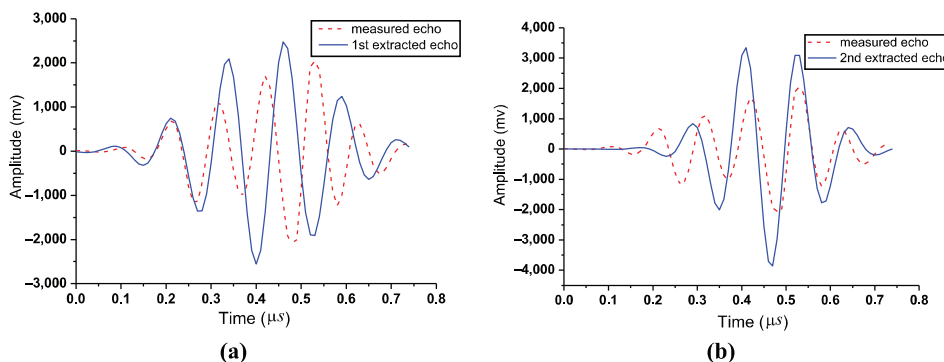 3,000
2,000
1,000
0
–1,000
–2,000
–3,000
Amplitude (mv)
measured echo
1st extracted echo
0.0 0.1 0.2 0.3 0.4 0.5 0.6 0.7 0.8
Time (μs)
(a)
4,000
3,000
2,000
1,000
0
–1,000
–2,000
–3,000
–4,000
Amplitude (mv)
measured echo
2nd extracted echo
0.0 0.1 0.2 0.3 0.4 0.5 0.6 0.7 0.8
Time (μs)
(b)